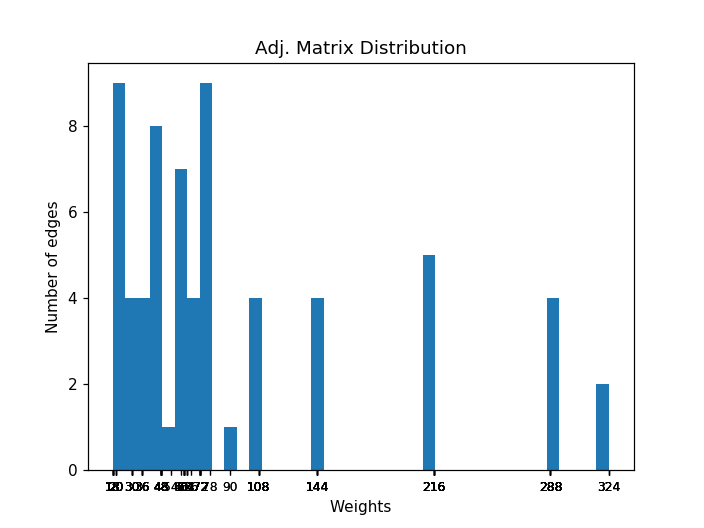 Adj. Matrix Distribution
8
6
4
2
0
Number of edges
90 108 144 216 288 324
Weights